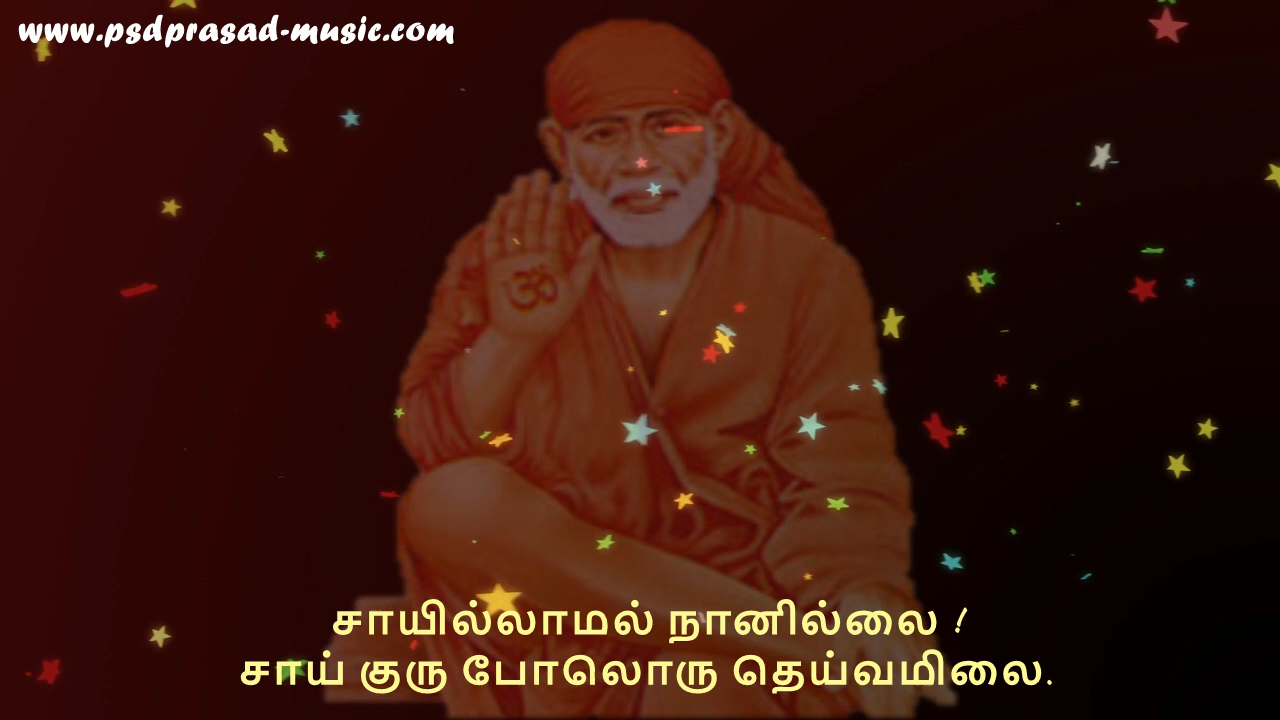 www.psdprasad-music.com
சாயில்லாமல் நானில்லை !
சாய் குரு போலொரு தெய்வமிலை.
ॐ